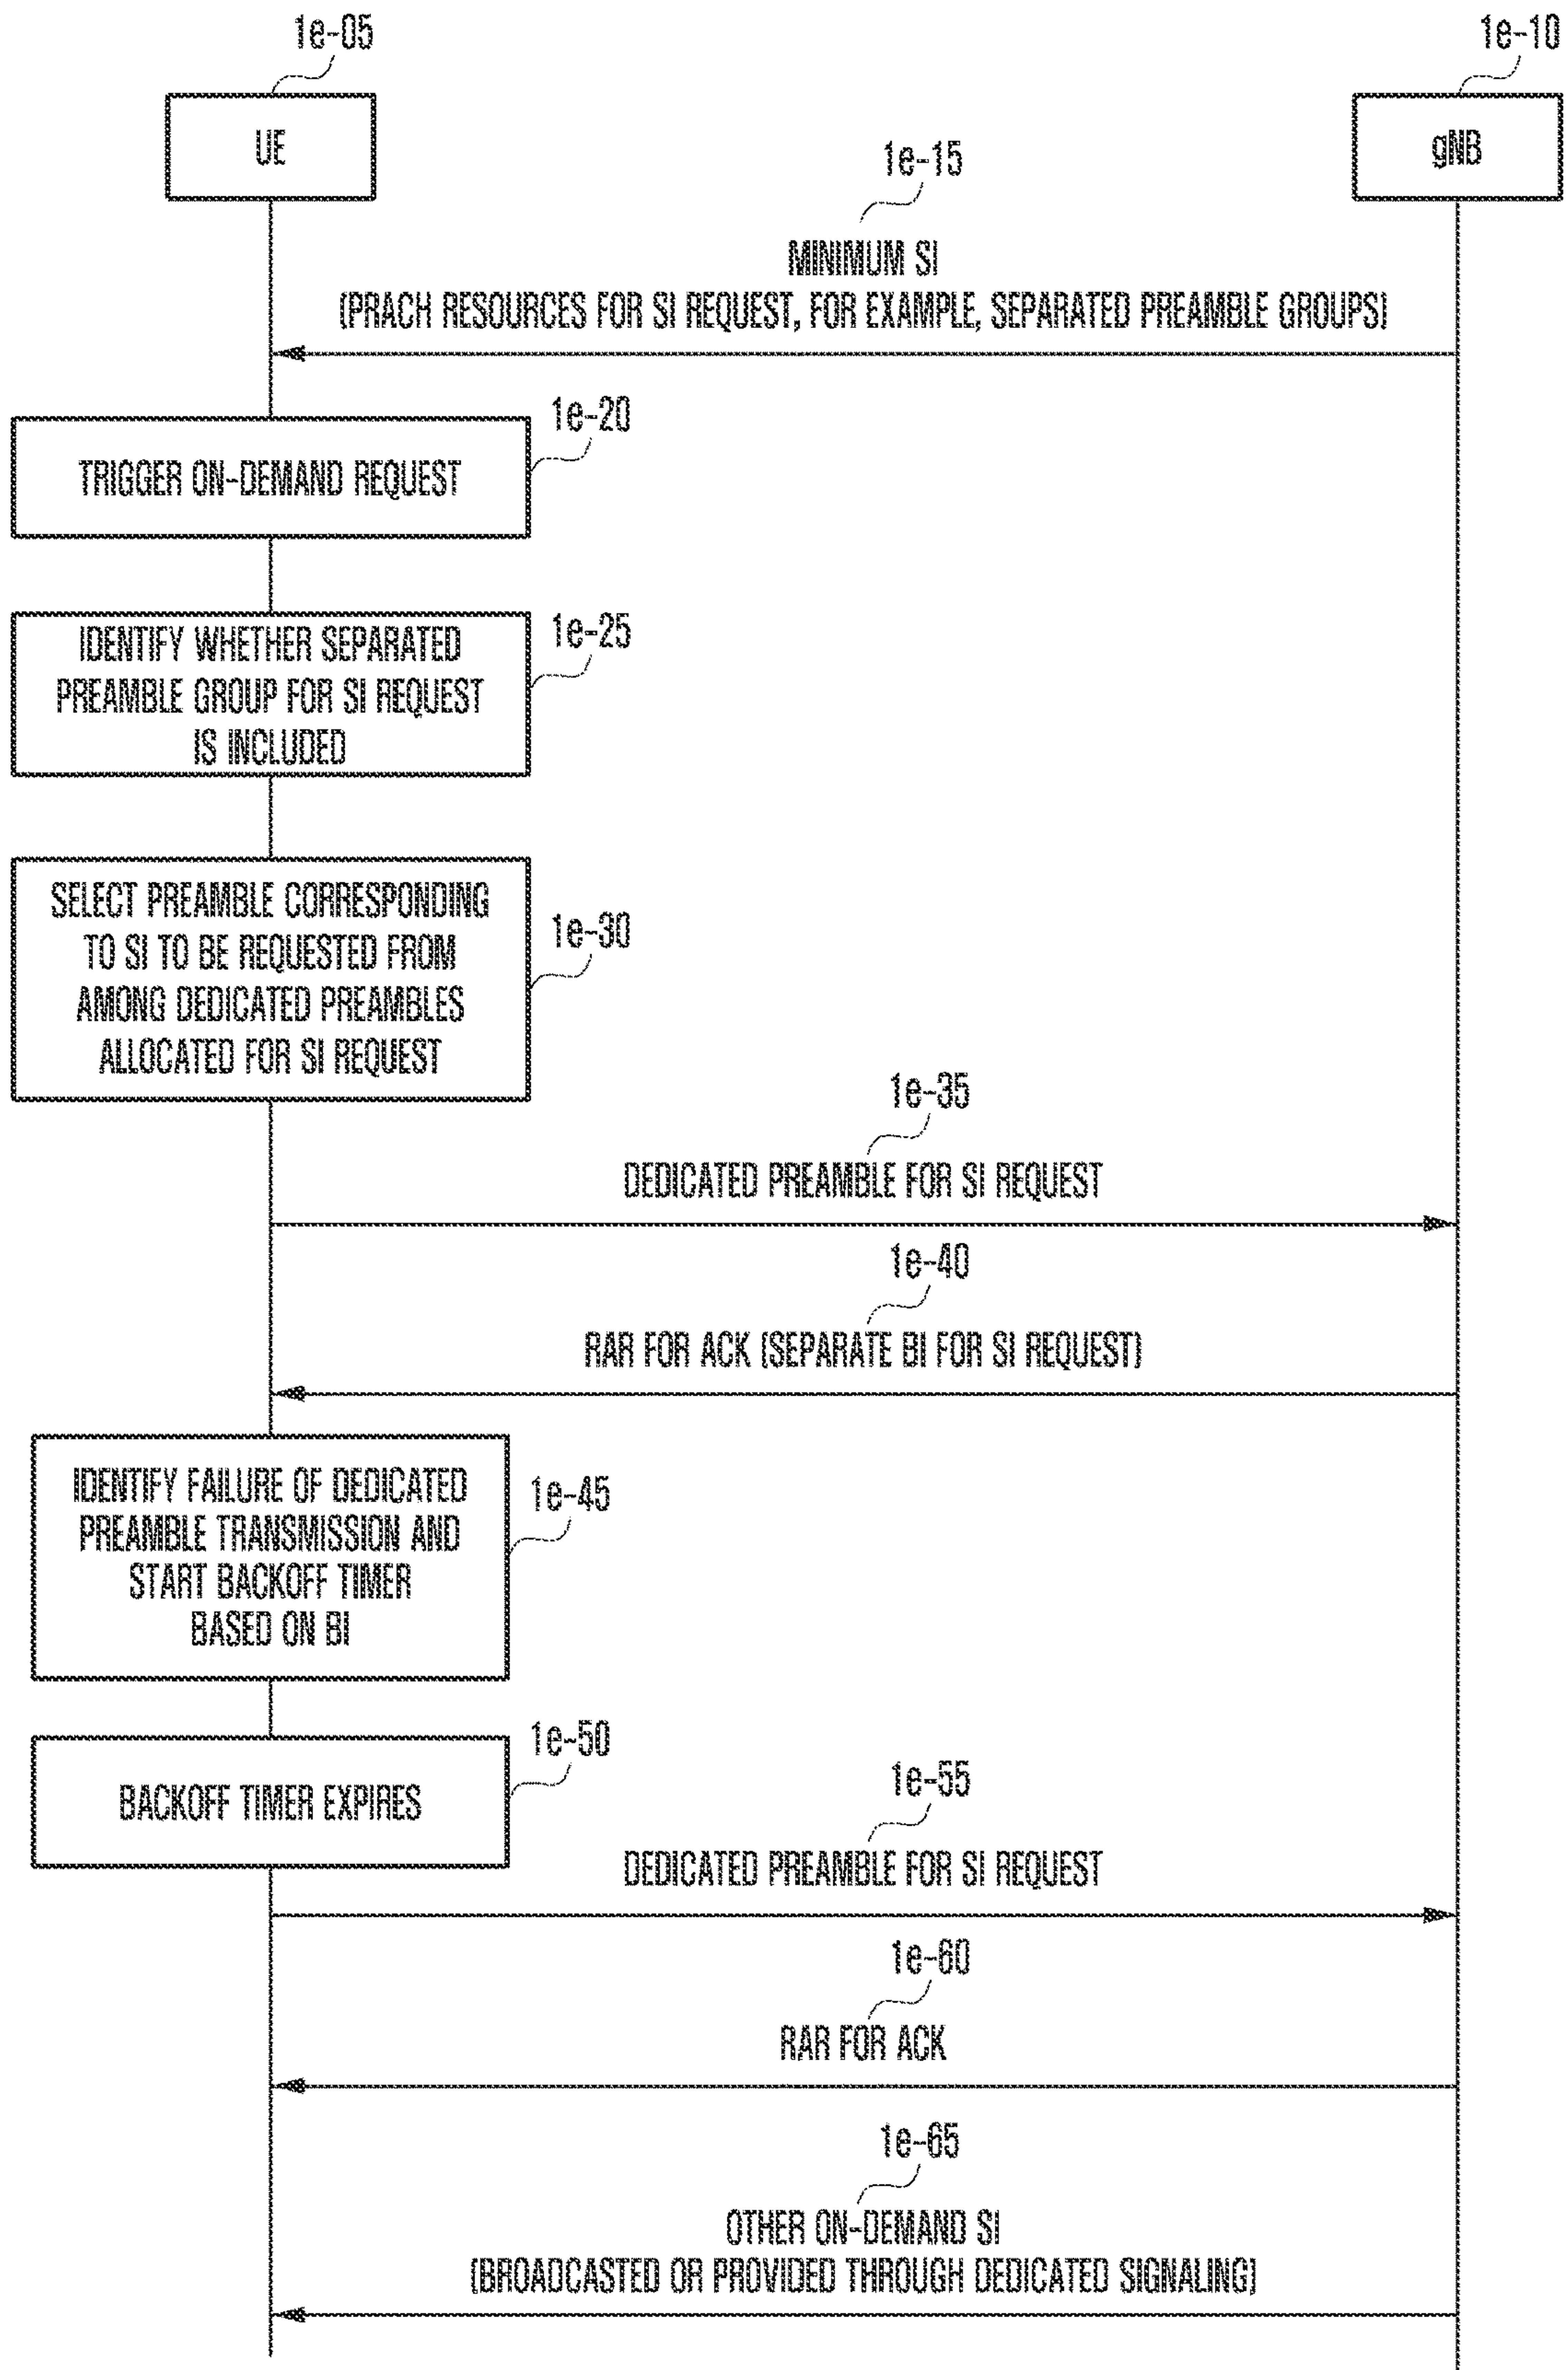 1e-05
1e-10
UE
gNB
1e-15
MINIMUM SI
(PRACH RESOURCES FOR SI REQUEST, FOR EXAMPLE, SEPARATED PREAMBLE GROUPS)
1e-20
TRIGGER ON-DEMAND REQUEST
1e-25
IDENTIFY WHETHER SEPARATED
PREAMBLE GROUP FOR SI REQUEST
IS INCLUDED
1e-30
SELECT PREAMBLE CORRESPONDING
TO SI TO BE REQUESTED FROM
AMONG DEDICATED PREAMBLES
ALLOCATED FOR SI REQUEST
1e-35
DEDICATED PREAMBLE FOR SI REQUEST
1e-40
RAR FOR ACK (SEPARATE BI FOR SI REQUEST)
1e-45
IDENTIFY FAILURE OF DEDICATED
PREAMBLE TRANSMISSION AND
START BACKOFF TIMER
BASED ON BI
1e-50
BACKOFF TIMER EXPIRES
1e-55
DEDICATED PREAMBLE FOR SI REQUEST
1e-60
RAR FOR ACK
1e-65
OTHER ON-DEMAND SI
(BROADCASTED OR PROVIDED THROUGH DEDICATED SIGNALING)